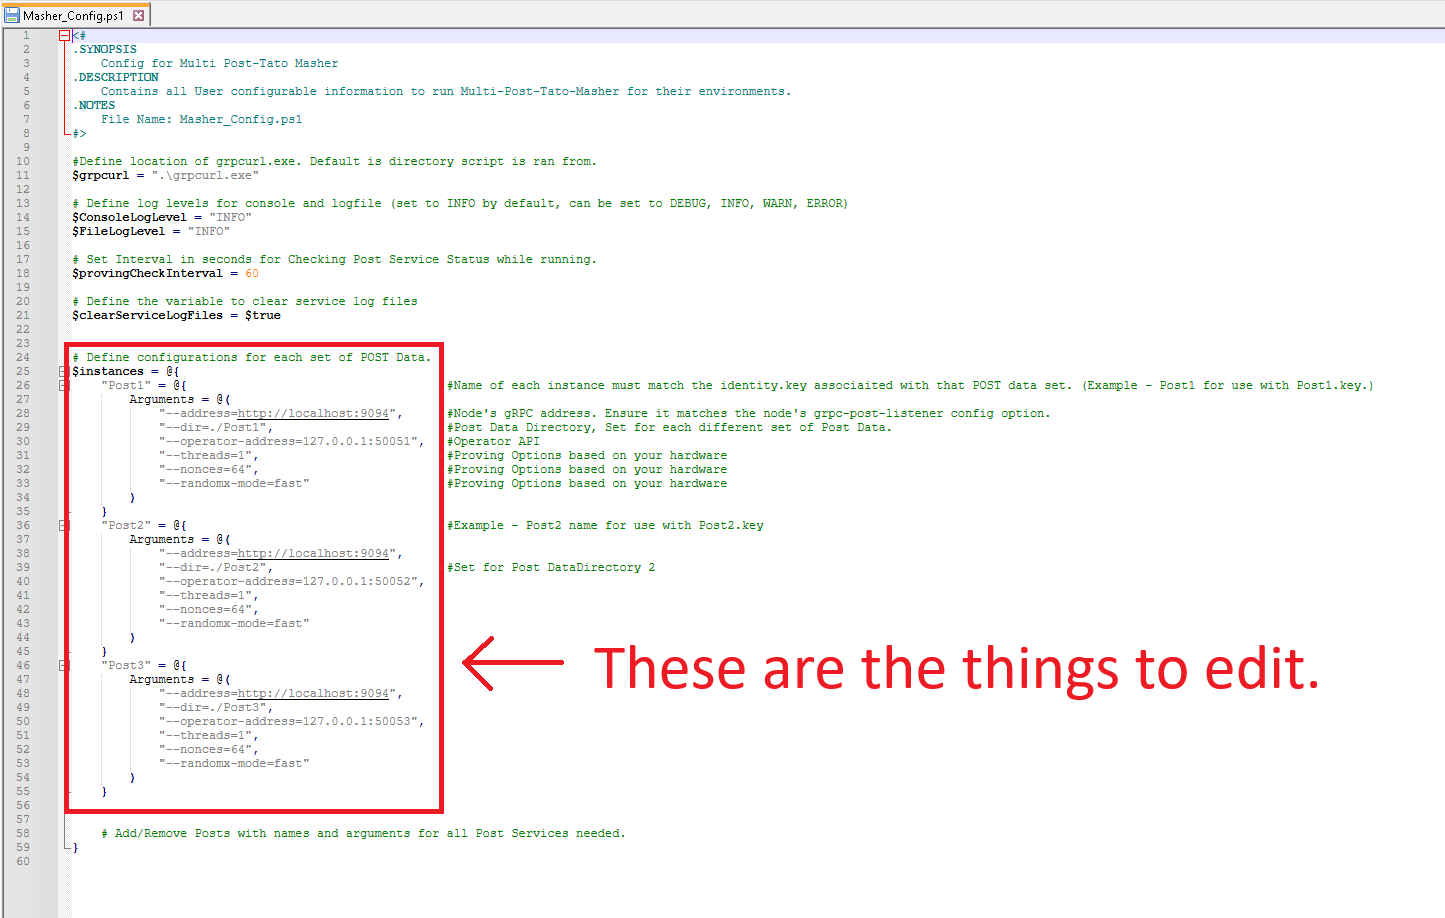 Masher_Config.ps1
1 <#
2 .SYNOPSIS
3     Config for Multi Post-Tato Masher
4 .DESCRIPTION
5     Contains all User configurable information to run Multi-Post-Tato-Masher for their environments.
6 .NOTES
7     File Name: Masher_Config.ps1
8 #>
9
10 #Define location of grpcurl.exe. Default is directory script is ran from.
11 $grpcurl = ".\grpcurl.exe"
12
13 # Define log levels for console and logfile (set to INFO by default, can be set to DEBUG, INFO, WARN, ERROR)
14 $ConsoleLogLevel = "INFO"
15 $FileLogLevel = "INFO"
16
17 # Set Interval in seconds for Checking Post Service Status while running.
18 $provingCheckInterval = 60
19
20 # Define the variable to clear service log files
21 $clearServiceLogFiles = $true
22
23
24 # Define configurations for each set of POST Data.
25 $instances = @{
26     "Post1" = @{ #Name of each instance must match the identity.key associaited with that POST data set. (Example - Post1 for use with Post1.key.)
27         Arguments = @(
28             "--address=http://localhost:9094", #Node's gRPC address. Ensure it matches the node's grpc-post-listener config option.
29             "--dir=./Post1", #Post Data Directory, Set for each different set of Post Data.
30             "--operator-address=127.0.0.1:50051", #Operator API
31             "--threads=1", #Proving Options based on your hardware
32             "--nonces=64", #Proving Options based on your hardware
33             "--randomx-mode=fast" #Proving Options based on your hardware
34         )
35     }
36     "Post2" = @{ #Example - Post2 name for use with Post2.key
37         Arguments = @(
38             "--address=http://localhost:9094",
39             "--dir=./Post2", #Set for Post DataDirectory 2
40             "--operator-address=127.0.0.1:50052",
41             "--threads=1",
42             "--nonces=64",
43             "--randomx-mode=fast"
44         )
45     }
46     "Post3" = @{
47         Arguments = @(
48             "--address=http://localhost:9094",
49             "--dir=./Post3",
50             "--operator-address=127.0.0.1:50053",
51             "--threads=1",
52             "--nonces=64",
53             "--randomx-mode=fast"
54         )
55     }
56
57
58     # Add/Remove Posts with names and arguments for all Post Services needed.
59 }
60
These are the things to edit.